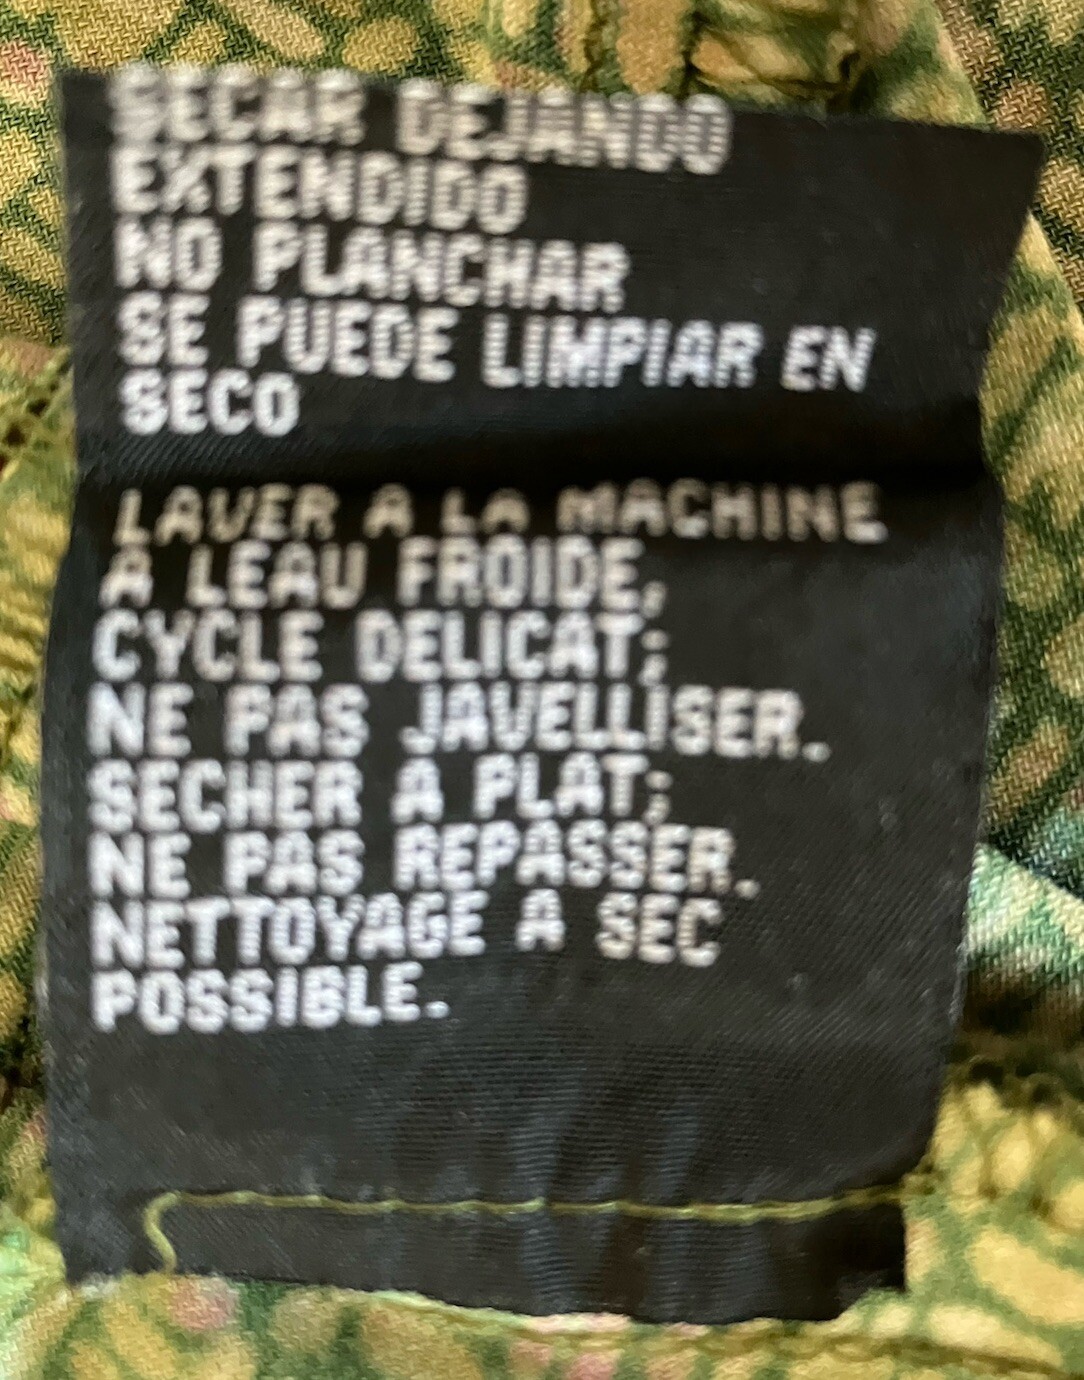 SECAR DEJANDO
EXTENDIDO
NO PLANCHAR
SE PUEDE LIMPIAR EN
SECO
LAVER A LA MACHINE
A LEAU FROIDE,
CYCLE DELICAT;
NE PAS JAVELLISER.
SECHER A PLAT;
NE PAS REPASSER.
NETTOYAGE A SEC
POSSIBLE.